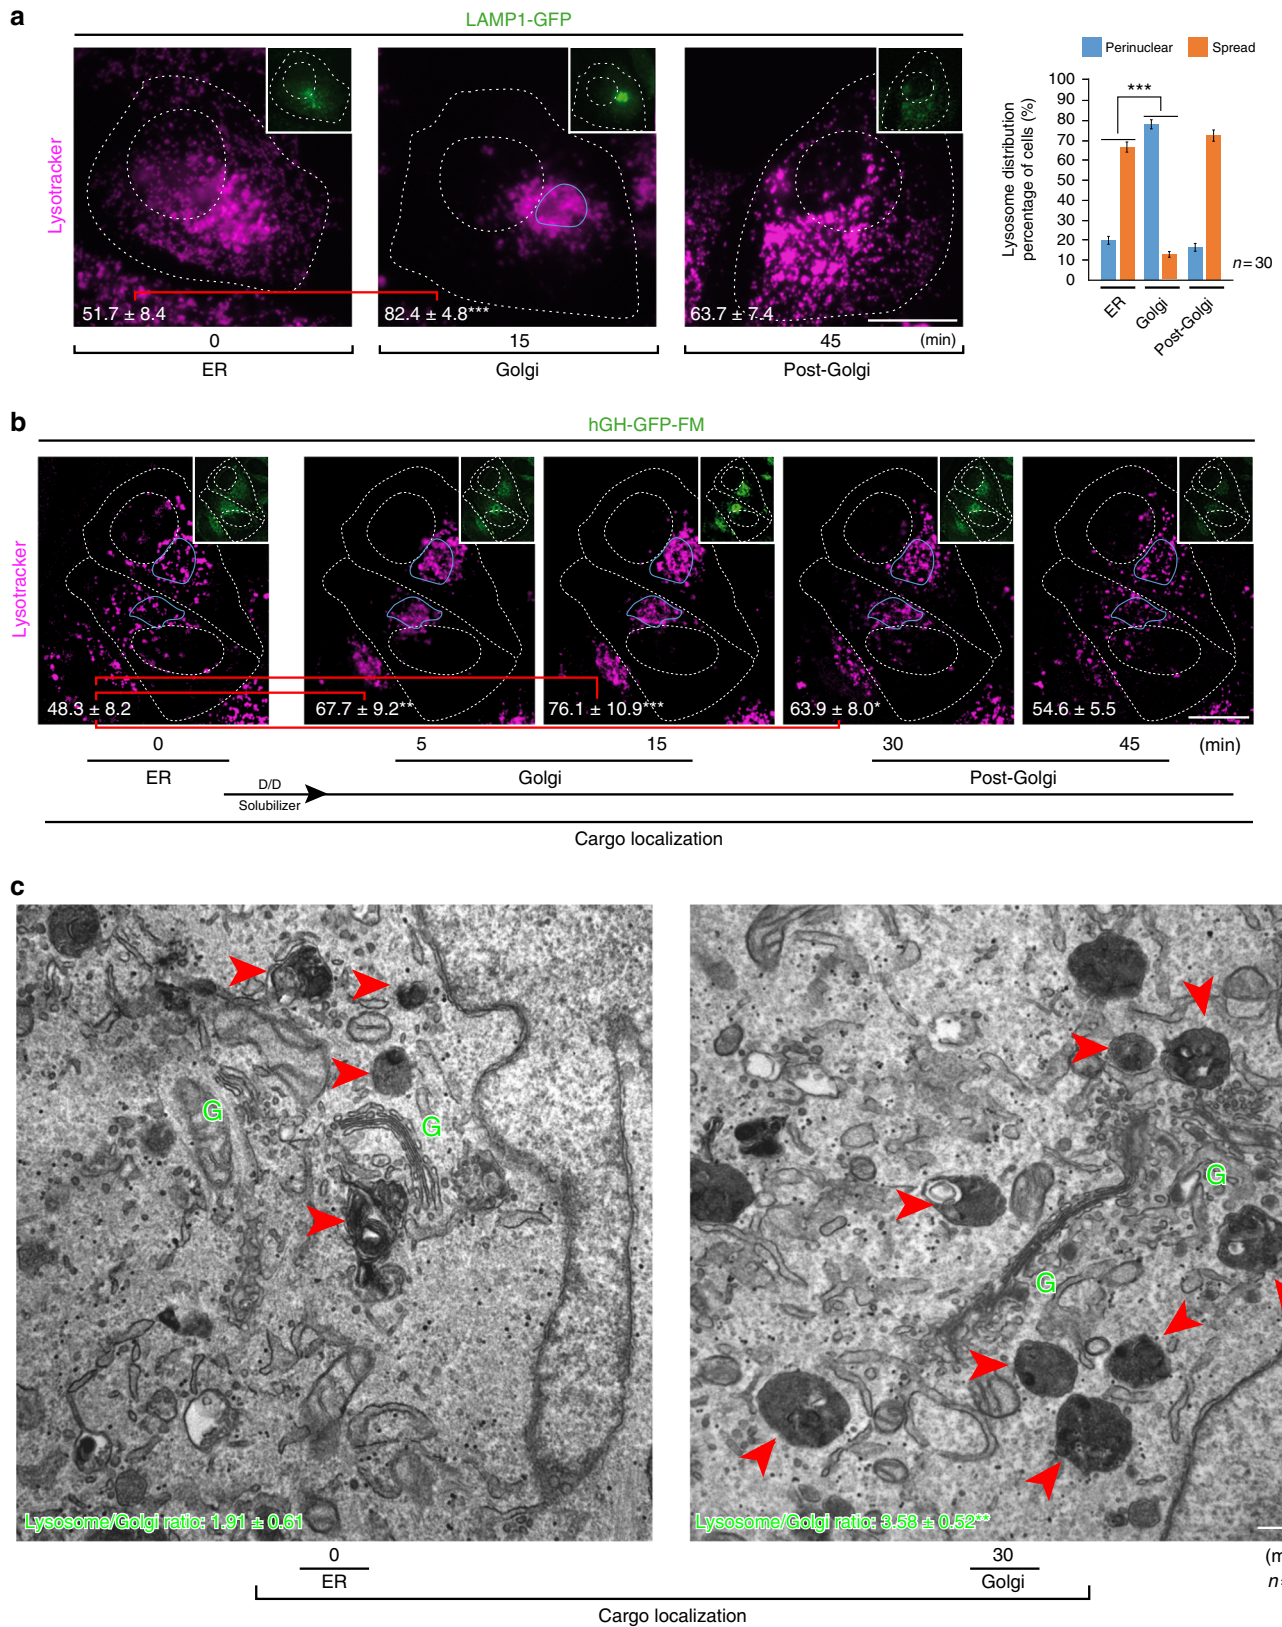 a
LAMP1-GFP
Lysotracker
51.7 ± 8.4
82.4 ± 4.8***
63.7 ± 7.4
0
15
45
(min)
ER
Golgi
Post-Golgi
Perinuclear
Spread
Lysosome distribution
percentage of cells (%)
100
90
80
70
60
50
40
30
20
10
0
***
n = 30
ER
Golgi
Post-Golgi
b
hGH-GFP-FM
Lysotracker
48.3 ± 8.2
67.7 ± 9.2**
76.1 ± 10.9***
63.9 ± 8.0*
54.6 ± 5.5
0
5
15
30
45
(min)
ER
Golgi
Post-Golgi
D/D
Solubilizer
Cargo localization
c
G
G
G
G
Lysosome/Golgi ratio: 1.91 ± 0.61
Lysosome/Golgi ratio: 3.58 ± 0.52**
0
30
ER
Golgi
Cargo localization